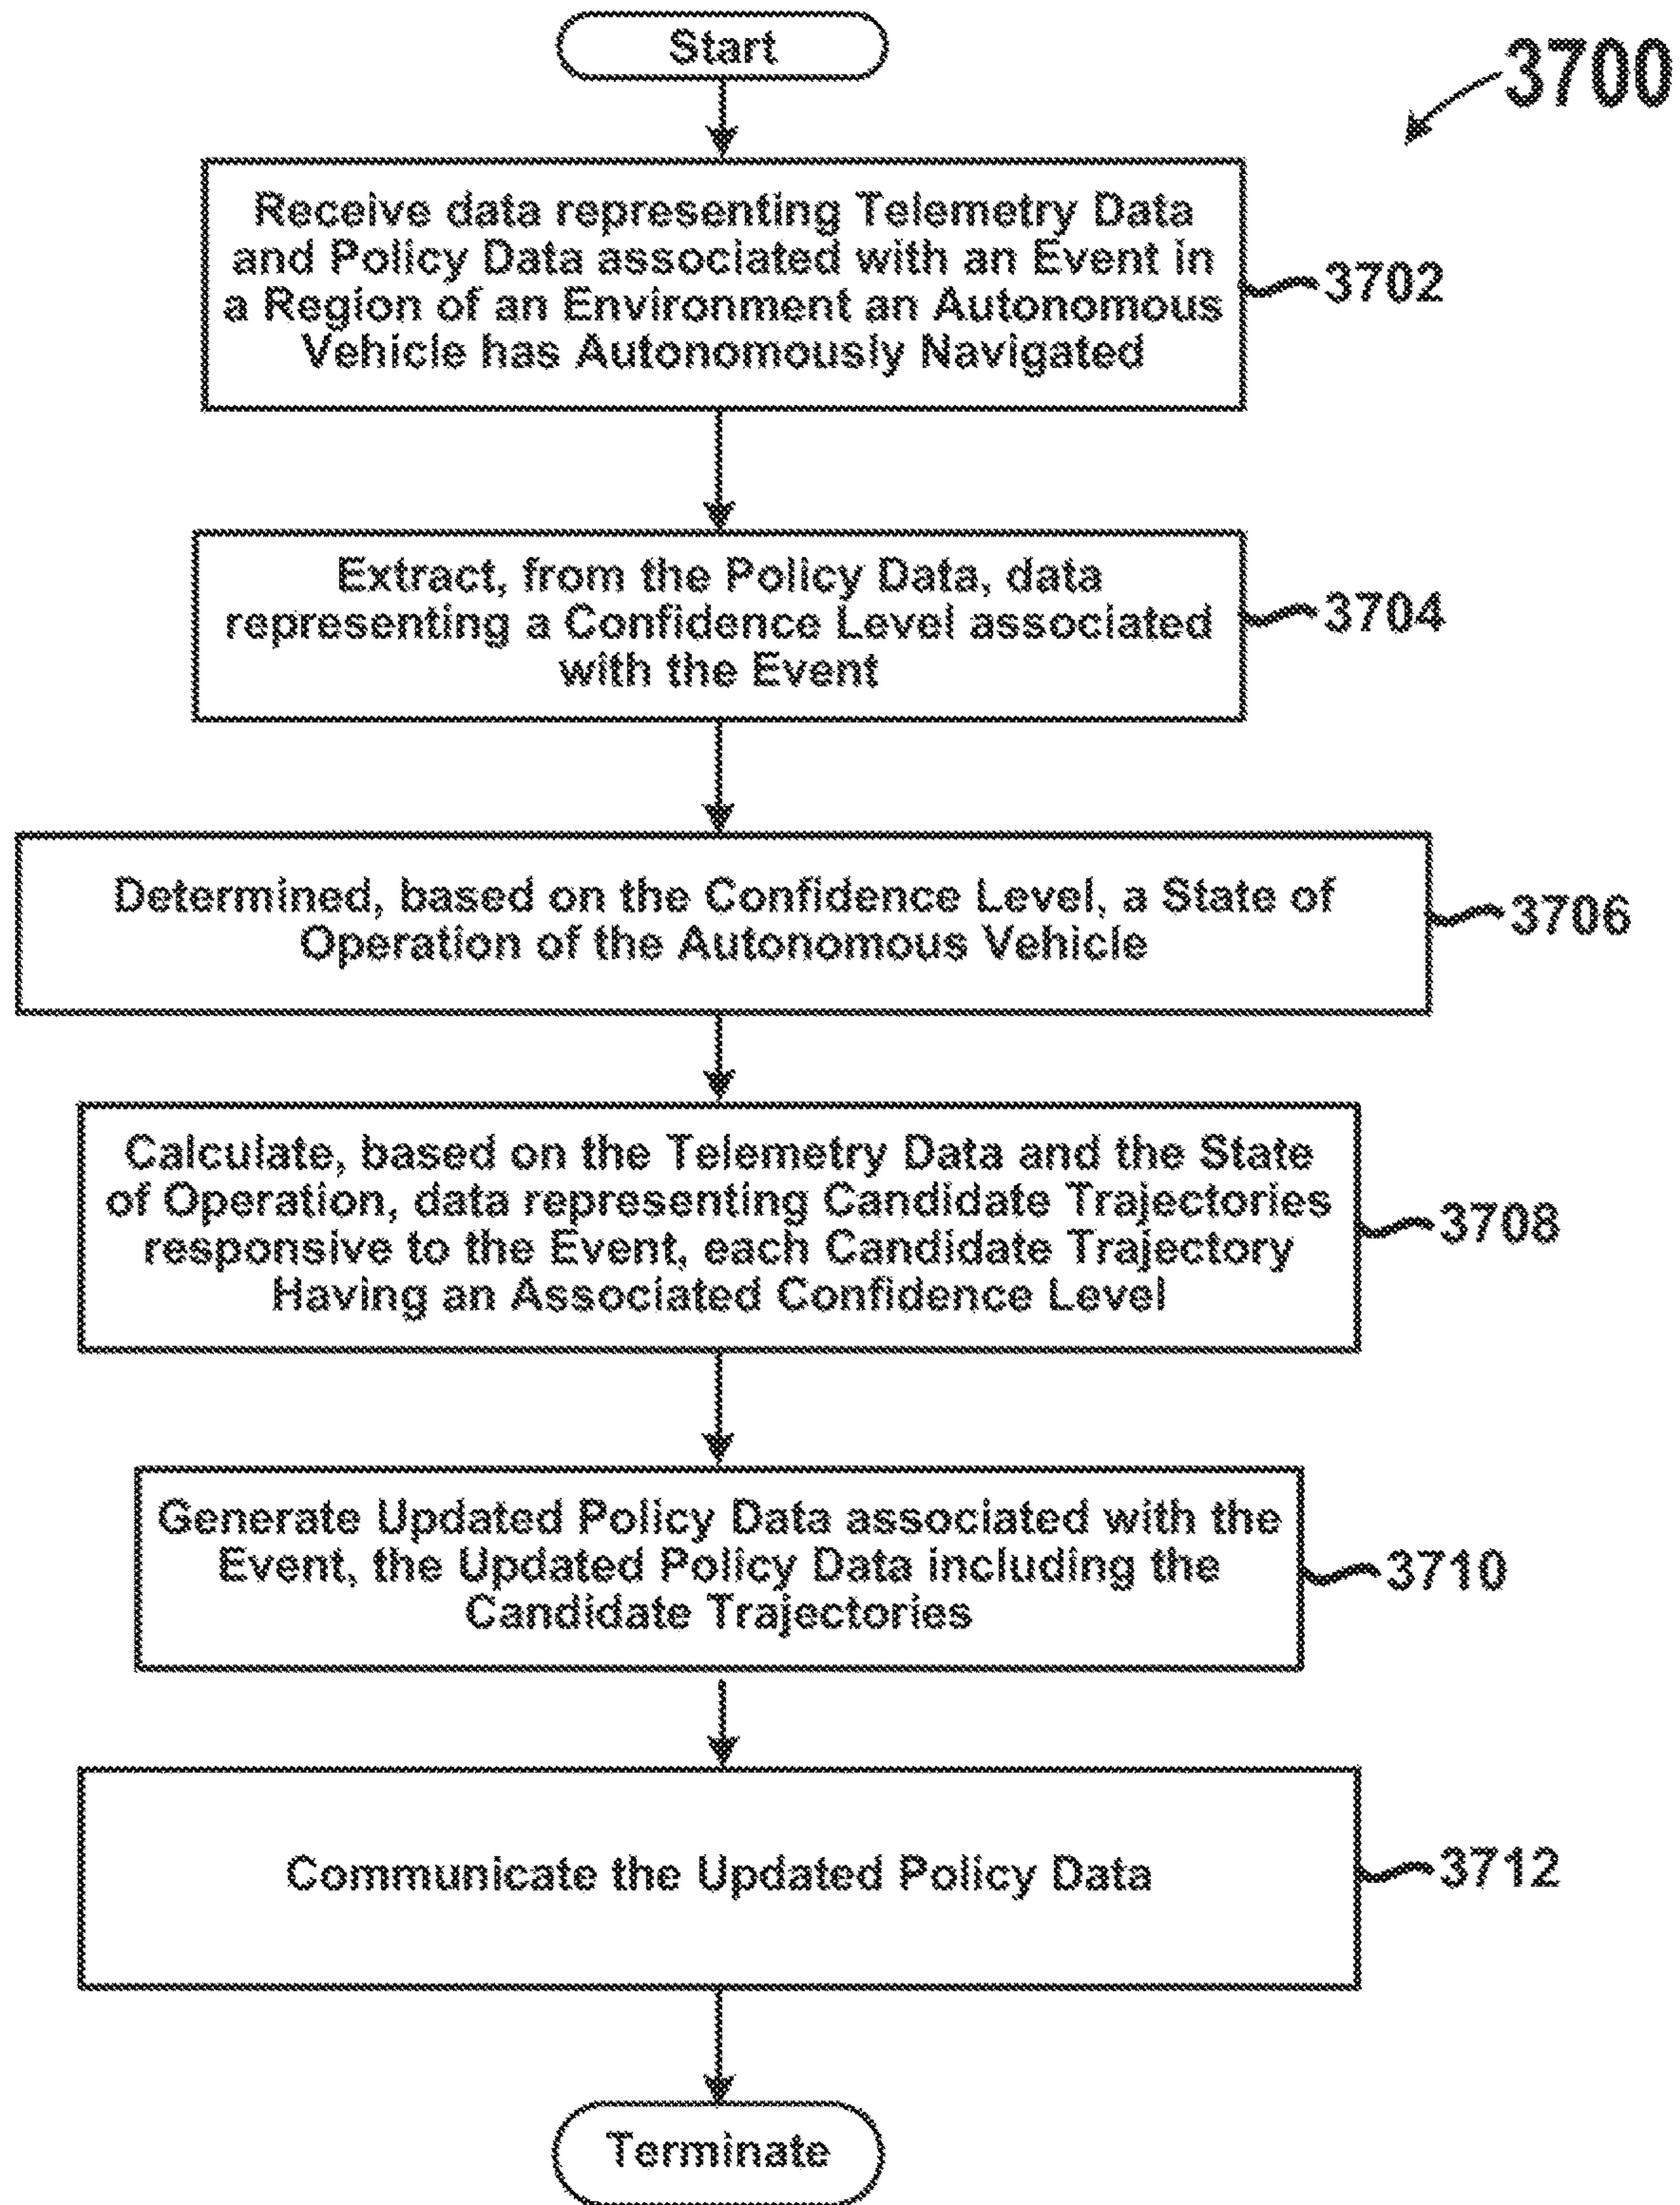 Start
3700
Receive data representing Telemetry Data
and Policy Data associated with an Event in
a Region of an Environment an Autonomous
Vehicle has Autonomously Navigated
3702
Extract, from the Policy Data, data
representing a Confidence Level associated
with the Event
3704
Determined, based on the Confidence Level, a State of
Operation of the Autonomous Vehicle
3706
Calculate, based on the Telemetry Data and the State
of Operation, data representing Candidate Trajectories
responsive to the Event, each Candidate Trajectory
Having an Associated Confidence Level
3708
Generate Updated Policy Data associated with the
Event, the Updated Policy Data including the
Candidate Trajectories
3710
Communicate the Updated Policy Data
3712
Terminate